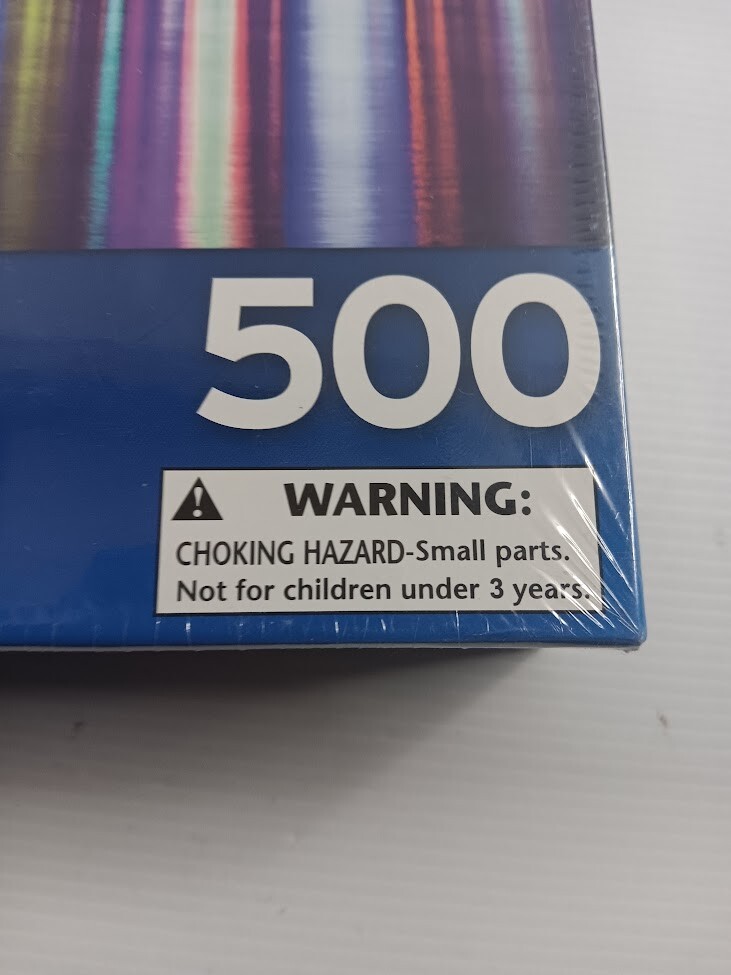 500
WARNING:
CHOKING HAZARD-Small parts.
Not for children under 3 years.